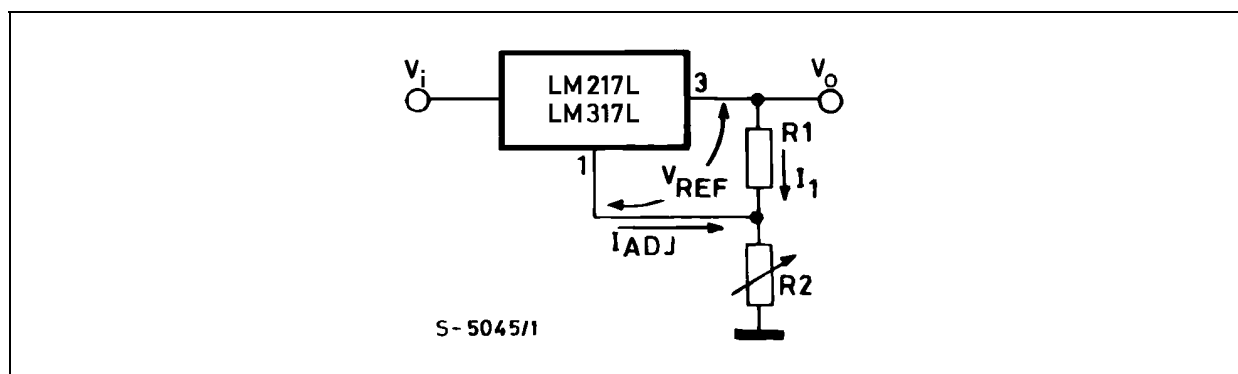 Vi
LM217L
LM317L
3
Vo
1
R1
VREF
I1
IADJ
R2
S-5045/1